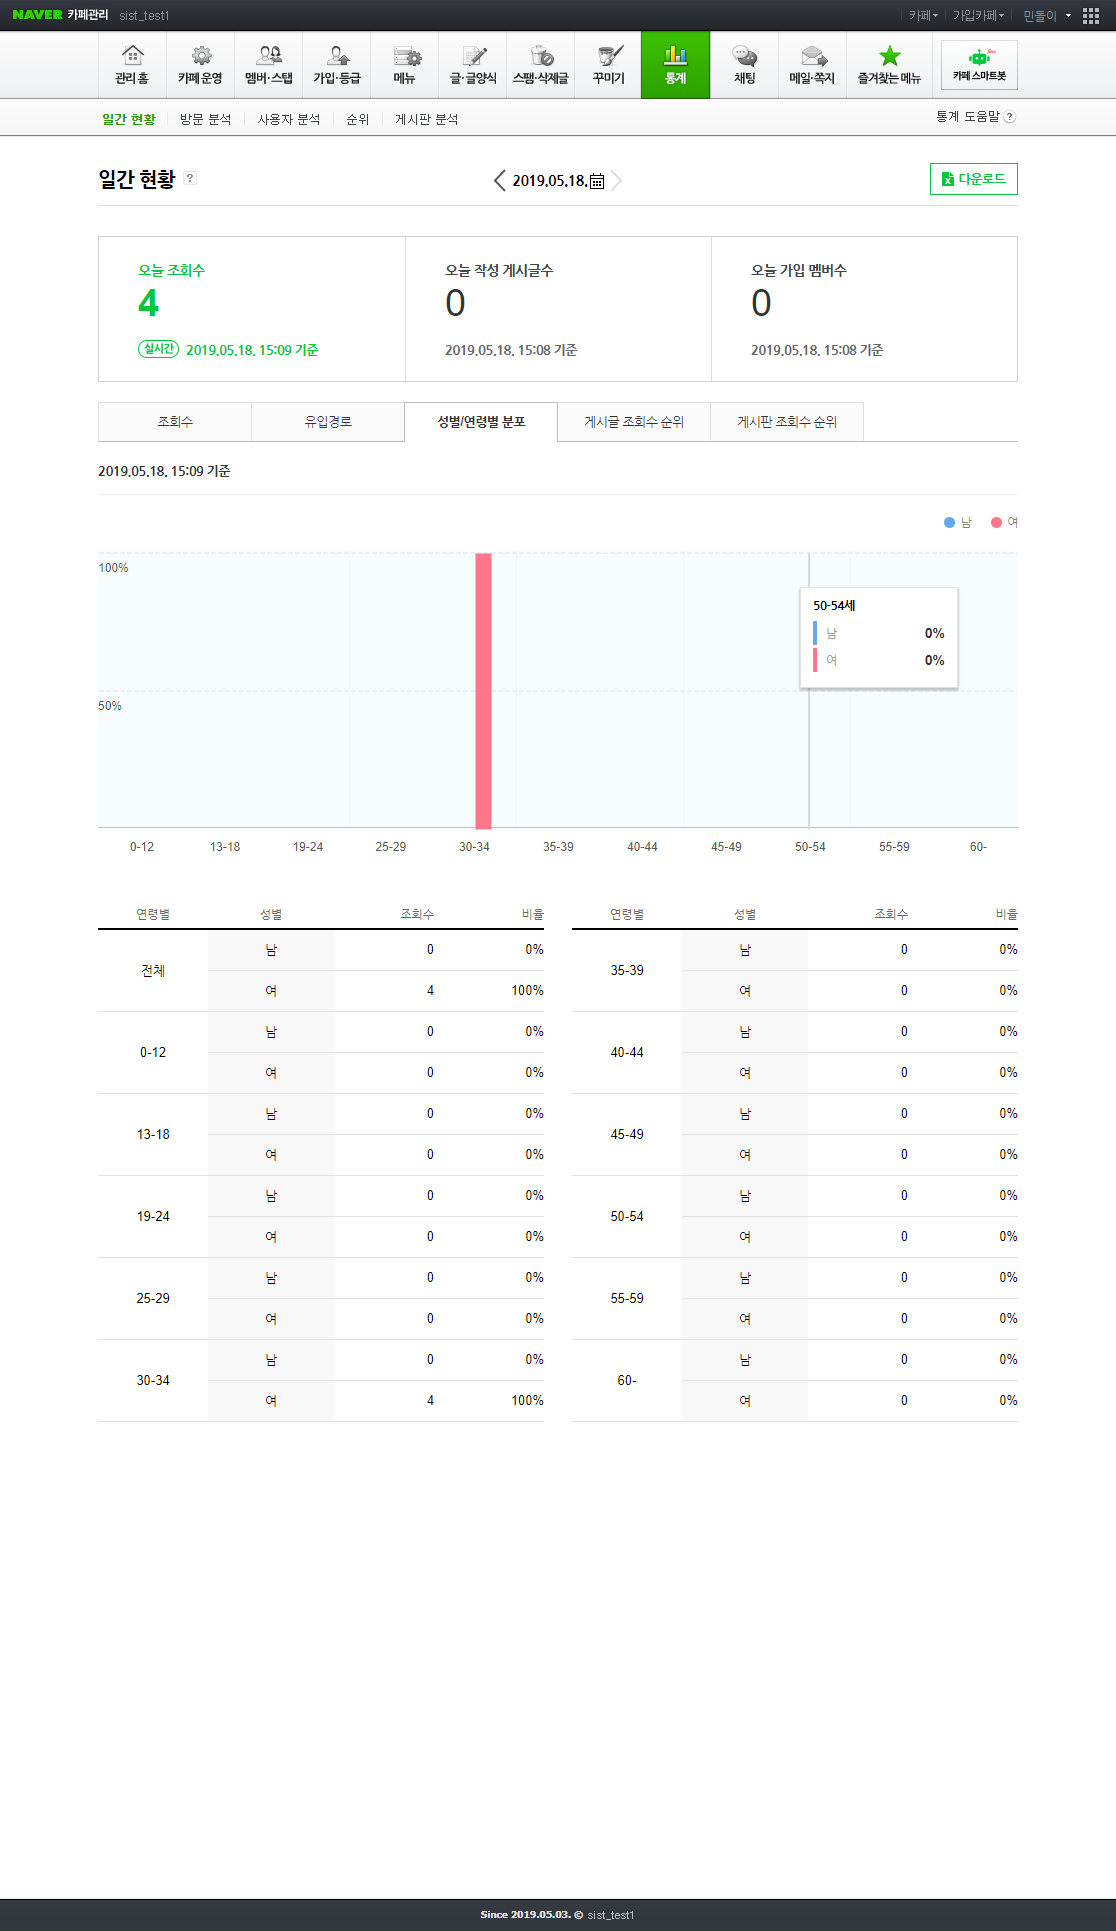 NAVER 카페관리 sist_test1 카페 가입카페 민돌이
관리 홈 카페 운영 멤버·스탭 가입·등급 메뉴 글·글양식 스팸·삭제글 꾸미기 통계 채팅 메일·쪽지 즐겨찾는 메뉴 카페 스마트봇
일간 현황 방문 분석 사용자 분석 순위 게시판 분석 통계 도움말 ?
일간 현황 ? 2019.05.18. 다운로드
오늘 조회수 오늘 작성 게시글수 오늘 가입 멤버수
4 0 0
실시간 2019.05.18. 15:09 기준 2019.05.18. 15:08 기준 2019.05.18. 15:08 기준
조회수 유입경로 성별/연령별 분포 게시글 조회수 순위 게시판 조회수 순위
2019.05.18. 15:09 기준
남 여
100%
50-54세
남 0%
여 0%
50%
0-12 13-18 19-24 25-29 30-34 35-39 40-44 45-49 50-54 55-59 60-
연령별 성별 조회수 비율 연령별 성별 조회수 비율
전체 남 0 0% 35-39 남 0 0%
여 4 100% 여 0 0%
0-12 남 0 0% 40-44 남 0 0%
여 0 0% 여 0 0%
13-18 남 0 0% 45-49 남 0 0%
여 0 0% 여 0 0%
19-24 남 0 0% 50-54 남 0 0%
여 0 0% 여 0 0%
25-29 남 0 0% 55-59 남 0 0%
여 0 0% 여 0 0%
30-34 남 0 0% 60- 남 0 0%
여 4 100% 여 0 0%
Since 2019.05.03. © sist_test1